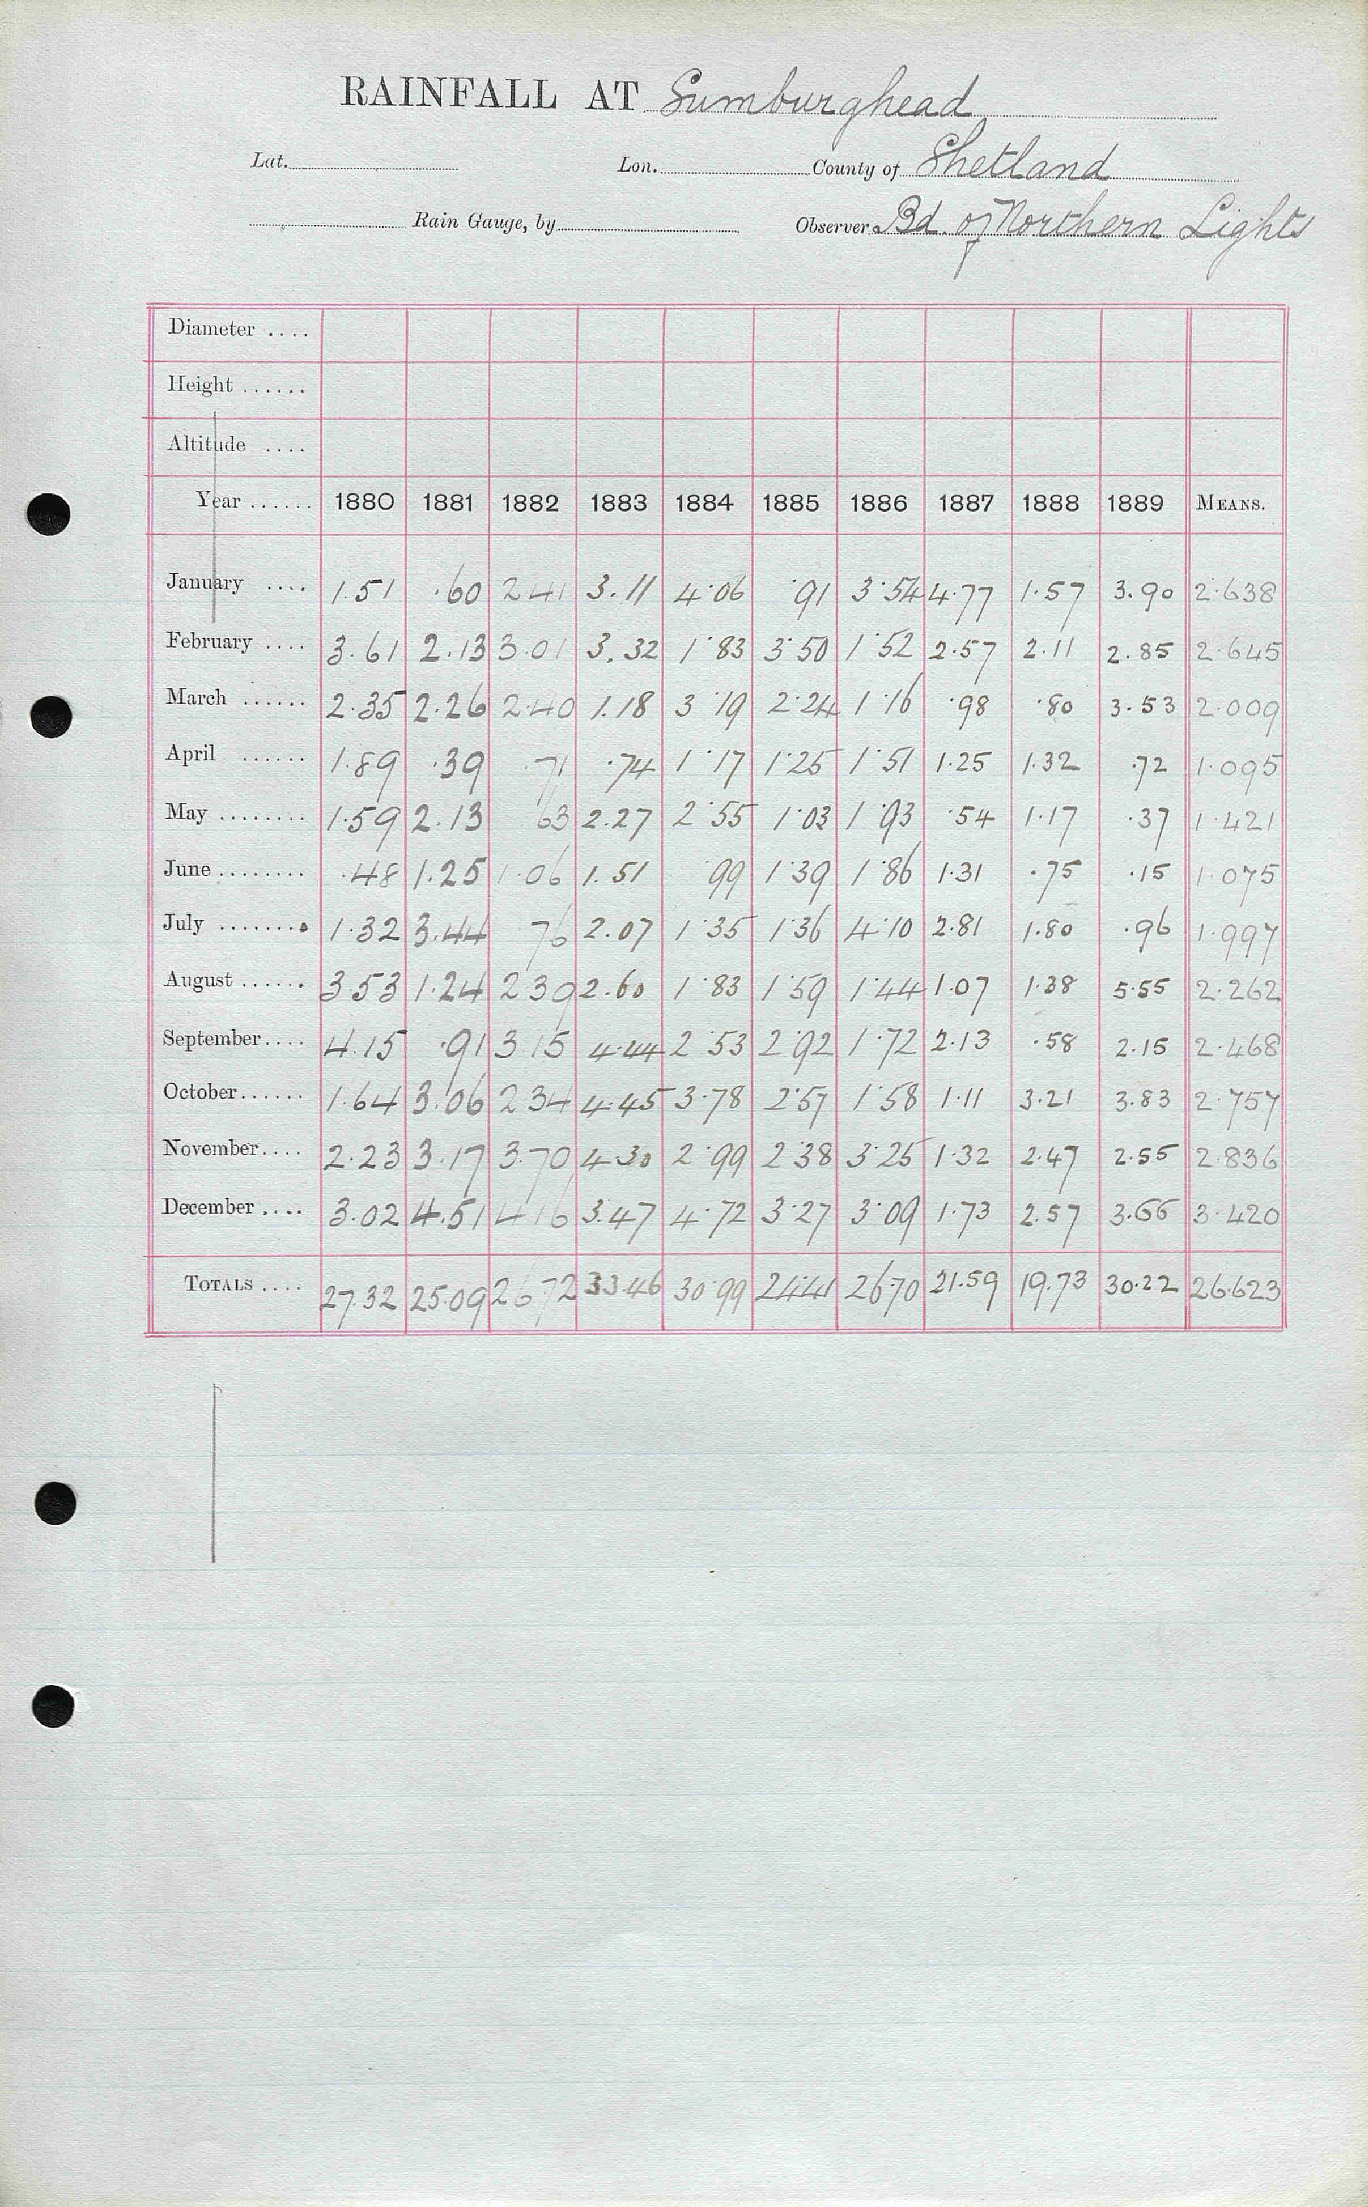 RAINFALL AT Sumburghead
Lat. Lon. County of Shetland
Rain Gauge, by Observer Bd. of Northern Lights
Diameter ....
Height ......
Altitude ....
Year ...... 1880 1881 1882 1883 1884 1885 1886 1887 1888 1889 MEANS.
January .... 1.51 .60 2 41 3.11 4.06 .91 3.54 4.77 1.57 3.90 2.638
February .... 3.61 2.13 3.01 3.32 1.83 3.50 1.52 2.57 2.11 2.85 2.645
March ...... 2.35 2.26 2.40 1.18 3.19 2.24 1.16 .98 .80 3.53 2.009
April ...... 1.89 .39 .71 .74 1.17 1.25 1.51 1.25 1.32 .72 1.095
May ........ 1.59 2.13 63 2.27 2.55 1.03 1.93 .54 1.17 .37 1.421
June ........ .48 1.25 1.06 1.51 99 1.39 1.86 1.31 .75 .15 1.075
July ........ 1.32 3.44 76 2.07 1.35 1.36 4.10 2.81 1.80 .96 1.997
August ...... 3 53 1.24 2 39 2.60 1.83 1.59 1.44 1.07 1.38 5.55 2.262
September .... 4.15 .91 3 15 4.44 2.53 2.92 1.72 2.13 .58 2.15 2.468
October ...... 1.64 3.06 2 34 4.45 3.78 2.57 1.58 1.11 3.21 3.83 2.757
November .... 2.23 3.17 3.70 4.30 2.99 2.38 3.25 1.32 2.47 2.55 2.836
December .... 3.02 4.51 4 16 3.47 4.72 3.27 3.09 1.73 2.57 3.66 3.420
TOTALS .... 27.32 25.09 26 72 33.46 30.99 24.41 26.70 21.59 19.73 30.22 26.623